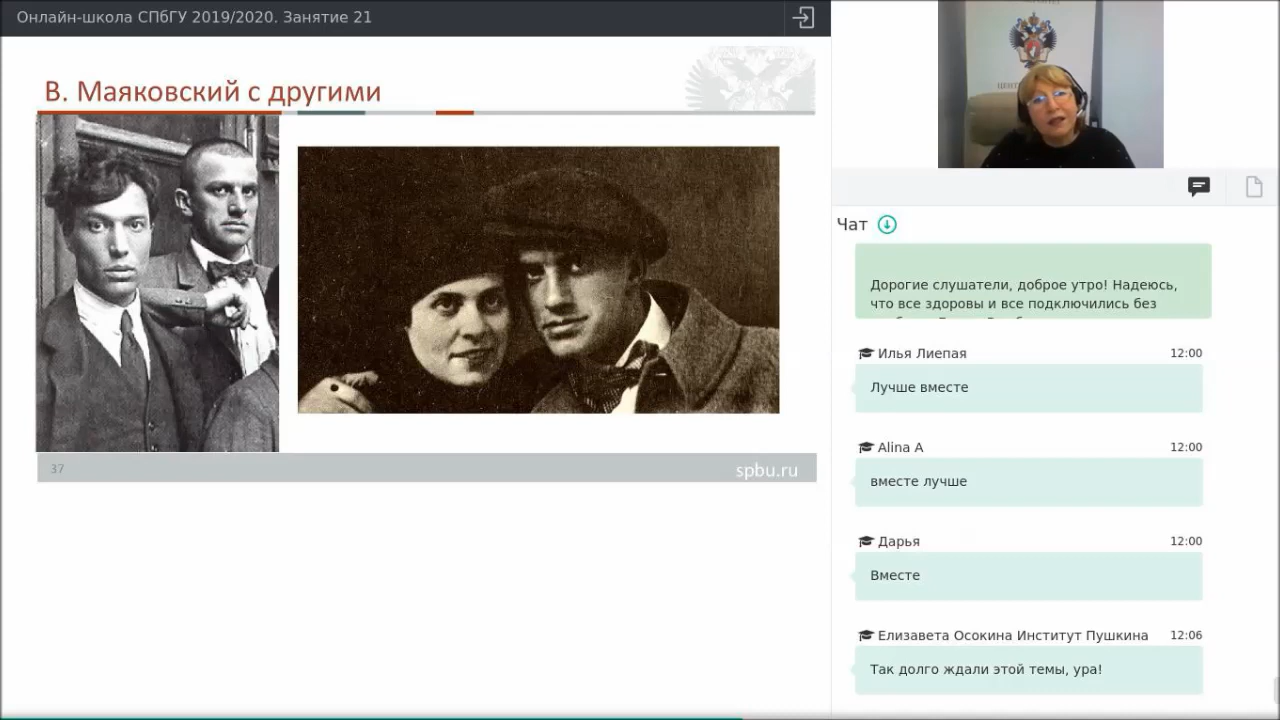 Онлайн-школа СПбГУ 2019/2020. Занятие 21
В. Маяковский с другими
37
spbu.ru
Чат
Дорогие слушатели, доброе утро! Надеюсь,
что все здоровы и все подключились без
Илья Лиепая 12:00
Лучше вместе
Alina A 12:00
вместе лучше
Дарья 12:00
Вместе
Елизавета Осокина Институт Пушкина 12:06
Так долго ждали этой темы, ура!